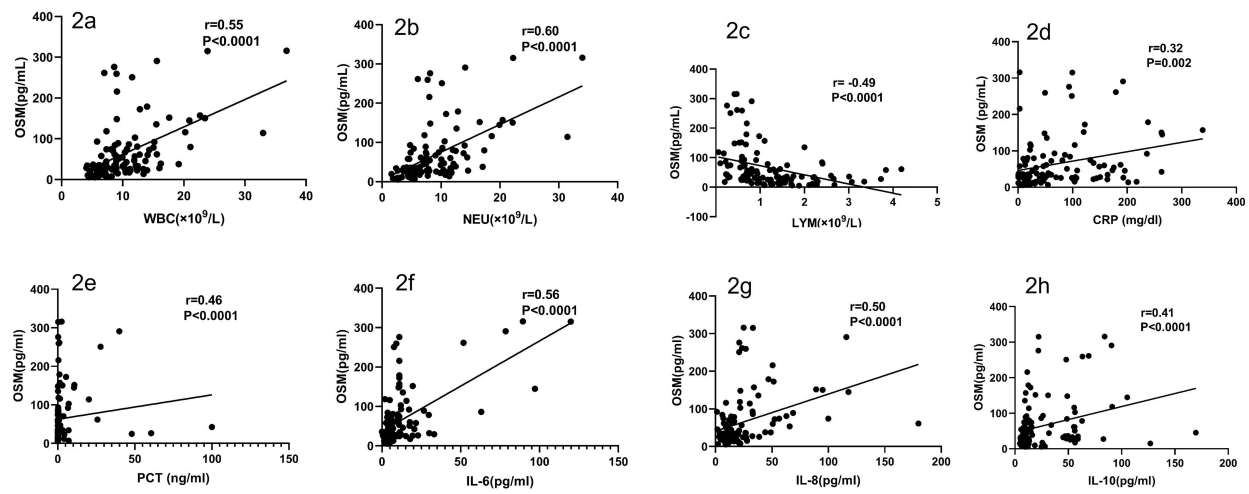 2a
r=0.55
P<0.0001
OSM(pg/mL)
400
300
200
100
0
0 10 20 30 40
WBC(×10⁹/L)
2b
r=0.60
P<0.0001
OSM(pg/mL)
400
300
200
100
0
0 10 20 30 40
NEU(×10⁹/L)
2c
r= -0.49
P<0.0001
OSM(pg/mL)
400
300
200
100
0
-100
1 2 3 4 5
LYM(×10⁹/L)
2d
r=0.32
P=0.002
OSM (pg/mL)
400
300
200
100
0
0 100 200 300 400
CRP (mg/dl)
2e
r=0.46
P<0.0001
OSM(pg/ml)
400
300
200
100
0
0 50 100 150
PCT (ng/ml)
2f
r=0.56
P<0.0001
OSM(pg/ml)
400
300
200
100
0
0 50 100 150
IL-6(pg/ml)
2g
r=0.50
P<0.0001
OSM(pg/ml)
400
300
200
100
0
0 50 100 150 200
IL-8(pg/ml)
2h
r=0.41
P<0.0001
OSM(pg/ml)
400
300
200
100
0
0 50 100 150 200
IL-10(pg/ml)